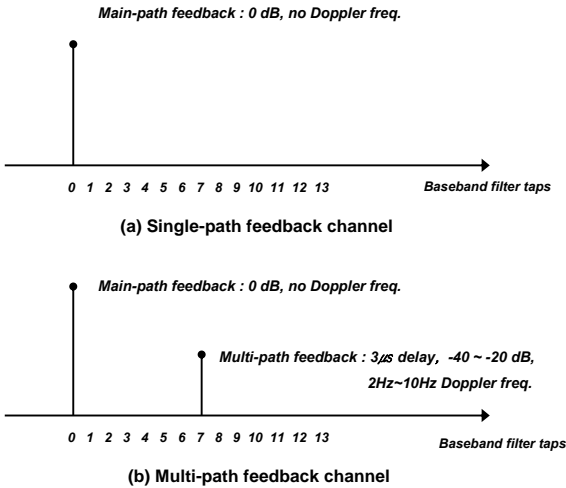 Main-path feedback : 0 dB, no Doppler freq.
0 1 2 3 4 5 6 7 8 9 10 11 12 13
Baseband filter taps
(a) Single-path feedback channel
Main-path feedback : 0 dB, no Doppler freq.
Multi-path feedback : 3μs delay, -40 ~ -20 dB,
2Hz~10Hz Doppler freq.
0 1 2 3 4 5 6 7 8 9 10 11 12 13
Baseband filter taps
(b) Multi-path feedback channel